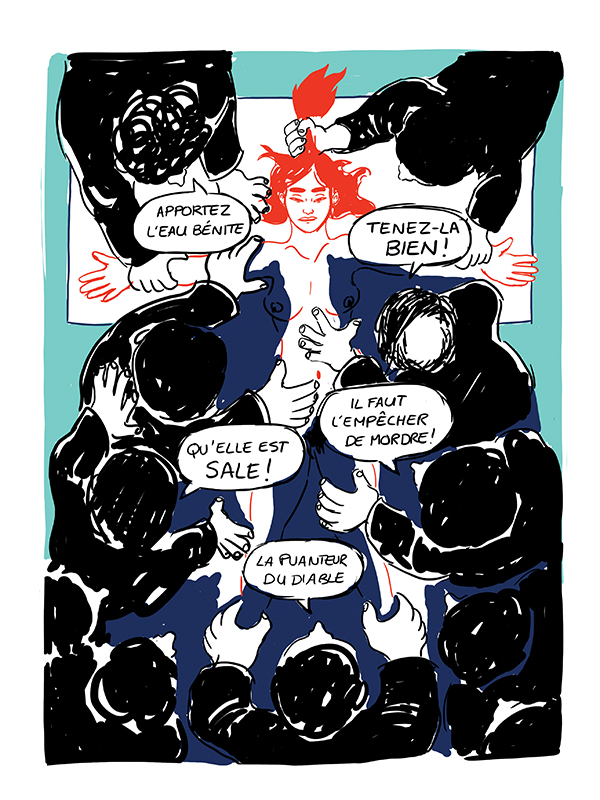 APPORTEZ
L'EAU BÉNITE
TENEZ-LA
BIEN!
IL FAUT
L'EMPÊCHER
DE MORDRE!
QU'ELLE EST
SALE!
LA PUANTEUR
DU DIABLE